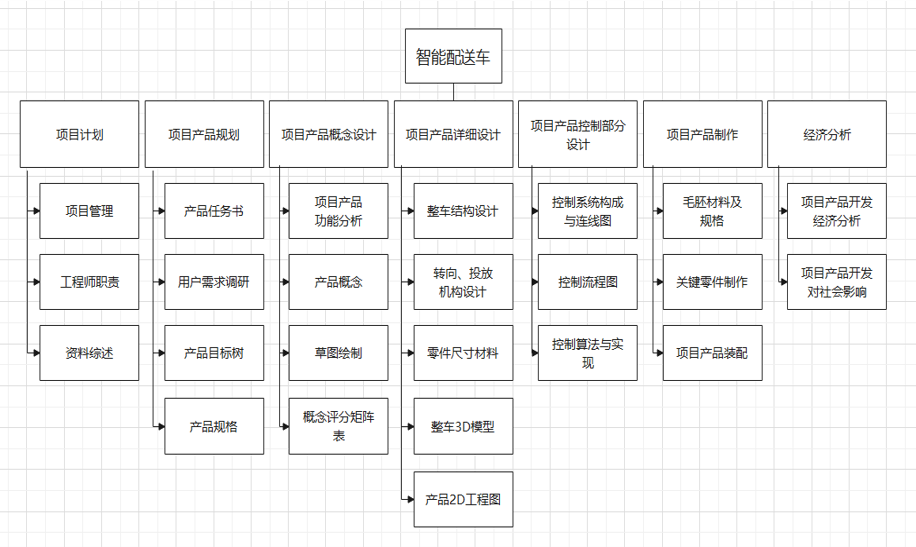 智能配送车
项目计划
项目产品规划
项目产品概念设计
项目产品详细设计
项目产品控制部分
设计
项目产品制作
经济分析
项目管理
产品任务书
项目产品
功能分析
整车结构设计
控制系统构成
与连线图
毛胚材料及
规格
项目产品开发
经济分析
工程师职责
用户需求调研
产品概念
转向、投放
机构设计
控制流程图
关键零件制作
项目产品开发
对社会影响
资料综述
产品目标树
草图绘制
零件尺寸材料
控制算法与实
现
项目产品装配
产品规格
概念评分矩阵
表
整车3D模型
产品2D工程图